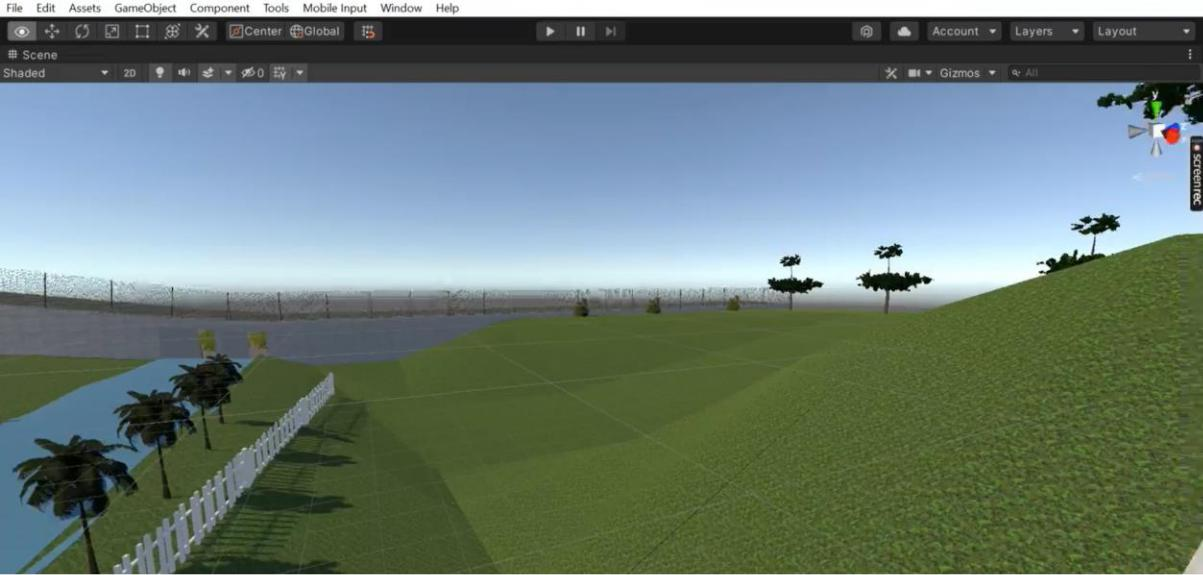 File Edit Assets GameObject Component Tools Mobile Input Window Help
Center Global Account Layers Layout
Scene
Shaded 2D 0 Gizmos All
y
screenrec